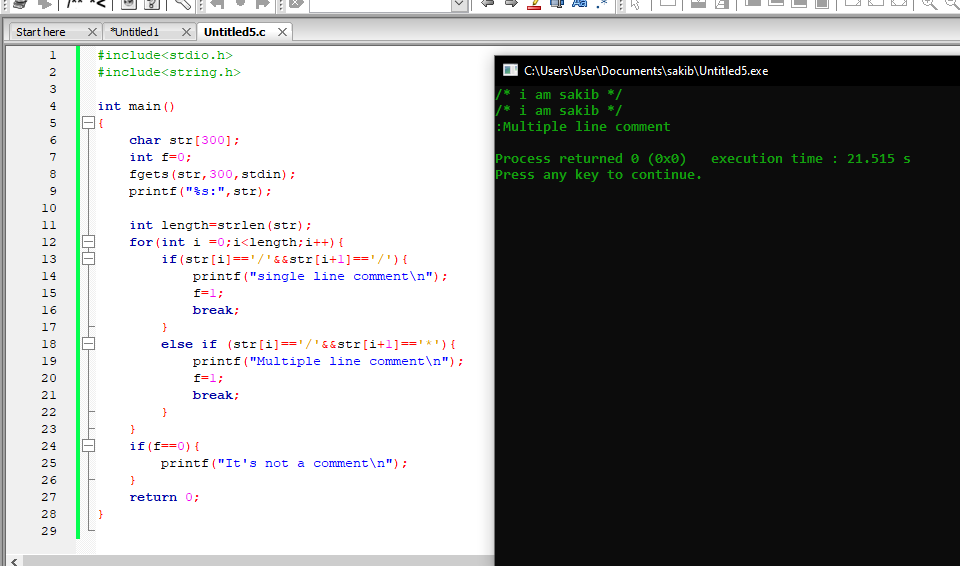 /** *<
Start here
*Untitled1
Untitled5.c
1 #include<stdio.h>
2 #include<string.h>
3
4 int main()
5 {
6 char str[300];
7 int f=0;
8 fgets(str,300,stdin);
9 printf("%s:",str);
10
11 int length=strlen(str);
12 for(int i =0;i<length;i++){
13 if(str[i]=='/'&&str[i+1]=='/'){
14 printf("single line comment\n");
15 f=1;
16 break;
17 }
18 else if (str[i]=='/'&&str[i+1]=='*'){
19 printf("Multiple line comment\n");
20 f=1;
21 break;
22 }
23 }
24 if(f==0){
25 printf("It's not a comment\n");
26 }
27 return 0;
28 }
29
C:\Users\User\Documents\sakib\Untitled5.exe
/* i am sakib */
/* i am sakib */
:Multiple line comment
Process returned 0 (0x0) execution time : 21.515 s
Press any key to continue.